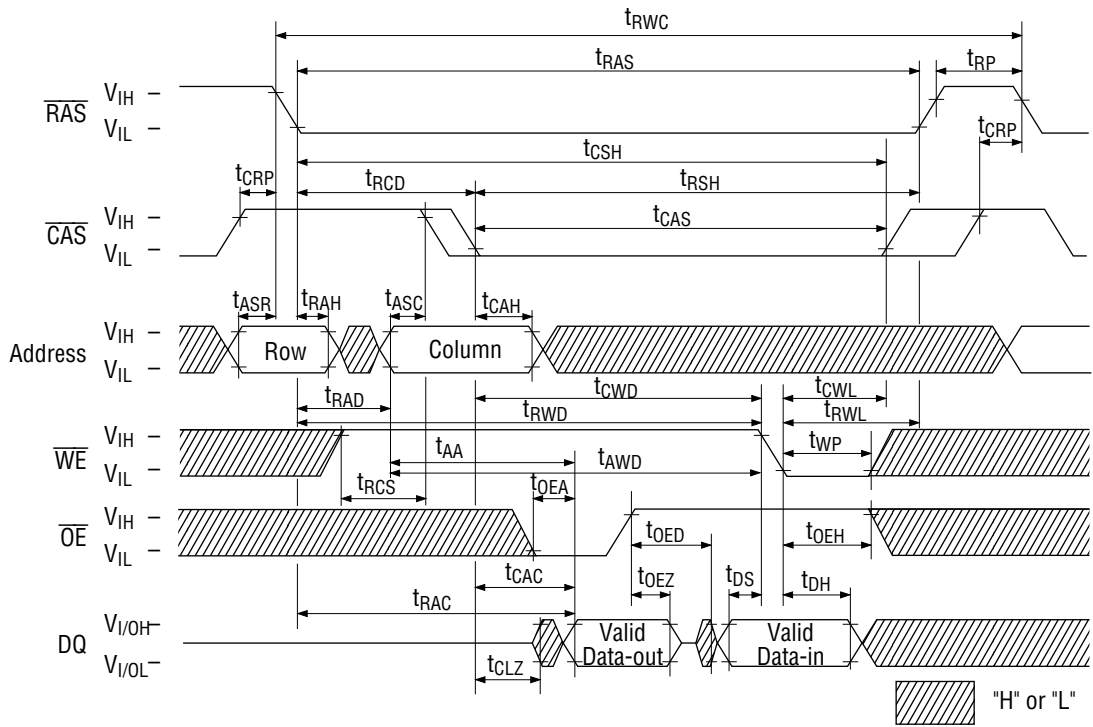 tRWC
tRAS
tRP
RAS
VIH
VIL
tCRP
tCSH
tCRP
tRCD
tRSH
CAS
VIH
VIL
tCAS
tASR
tRAH
tASC
tCAH
Address
VIH
VIL
Row
Column
tRAD
tCWD
tCWL
tRWD
tRWL
WE
VIH
VIL
tAA
tWP
tAWD
tRCS
tOEA
OE
VIH
VIL
tOED
tOEH
tCAC
tOEZ
tDS
tDH
tRAC
DQ
VI/OH
VI/OL
Valid
Data-out
Valid
Data-in
tCLZ
"H" or "L"